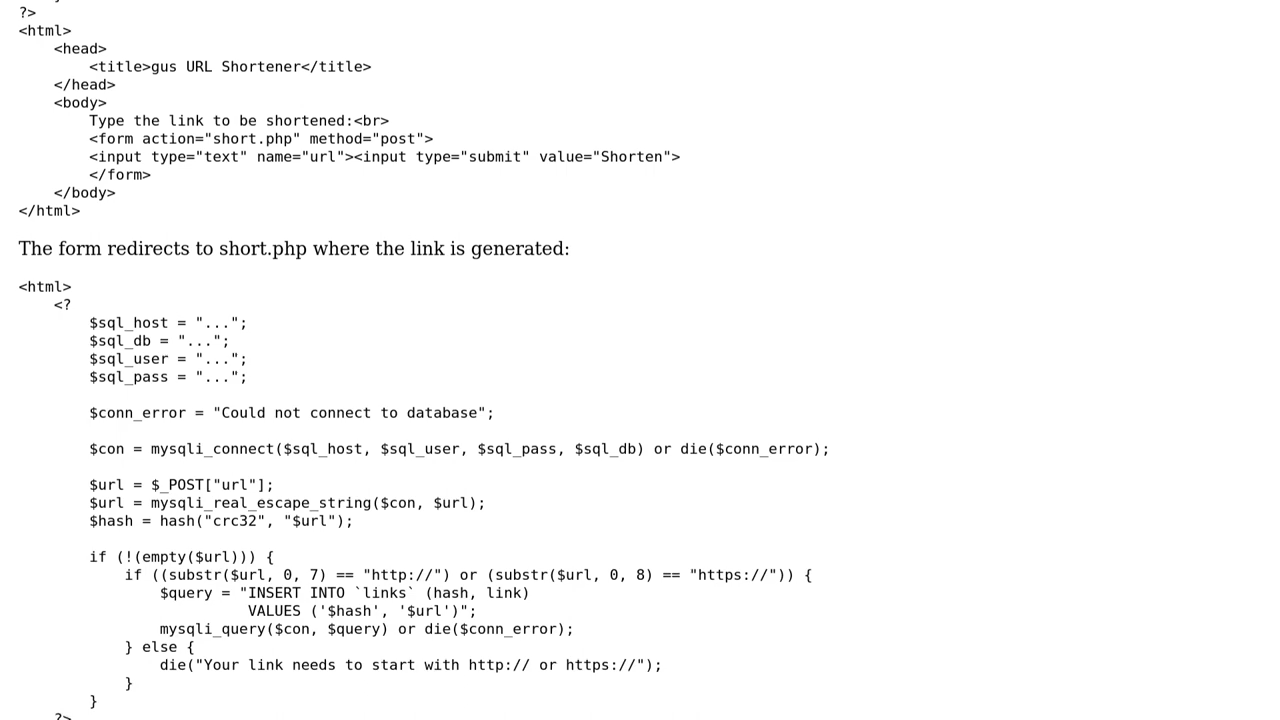 ?>
<html>
    <head>
        <title>gus URL Shortener</title>
    </head>
    <body>
        Type the link to be shortened:<br>
        <form action="short.php" method="post">
        <input type="text" name="url"><input type="submit" value="Shorten">
        </form>
    </body>
</html>
The form redirects to short.php where the link is generated:
<html>
    <?
        $sql_host = "...";
        $sql_db = "...";
        $sql_user = "...";
        $sql_pass = "...";

        $conn_error = "Could not connect to database";

        $con = mysqli_connect($sql_host, $sql_user, $sql_pass, $sql_db) or die($conn_error);

        $url = $_POST["url"];
        $url = mysqli_real_escape_string($con, $url);
        $hash = hash("crc32", "$url");

        if (!(empty($url))) {
            if ((substr($url, 0, 7) == "http://") or (substr($url, 0, 8) == "https://")) {
                $query = "INSERT INTO `links` (hash, link)
                          VALUES ('$hash', '$url')";
                mysqli_query($con, $query) or die($conn_error);
            } else {
                die("Your link needs to start with http:// or https://");
            }
        }
    ?>